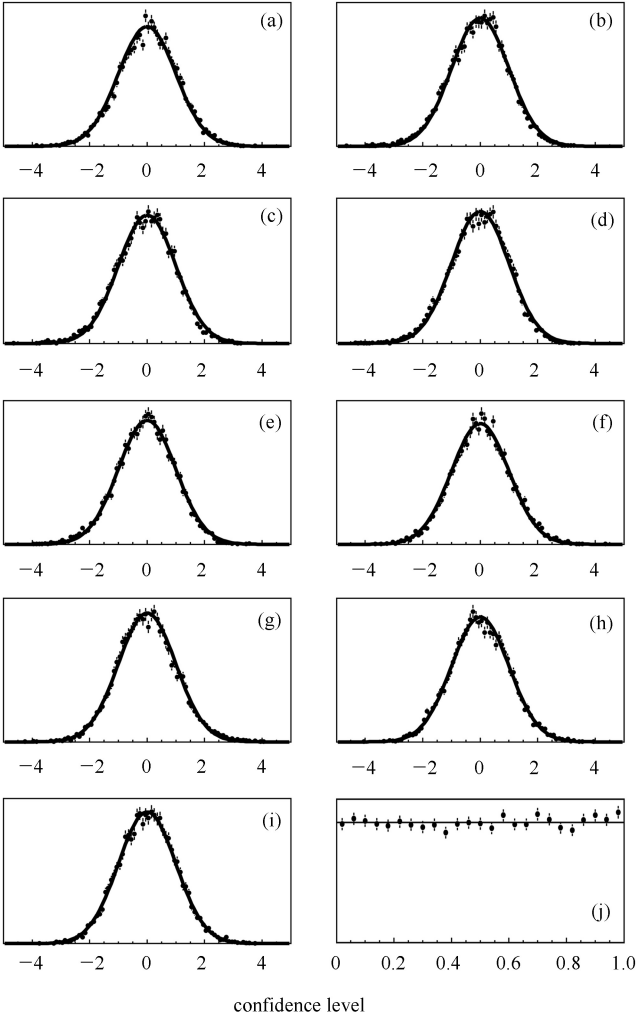 (a) (b)
−4 −2 0 2 4 −4 −2 0 2 4
(c) (d)
−4 −2 0 2 4 −4 −2 0 2 4
(e) (f)
−4 −2 0 2 4 −4 −2 0 2 4
(g) (h)
−4 −2 0 2 4 −4 −2 0 2 4
(i)
(j)
−4 −2 0 2 4 0 0.2 0.4 0.6 0.8 1.0
confidence level